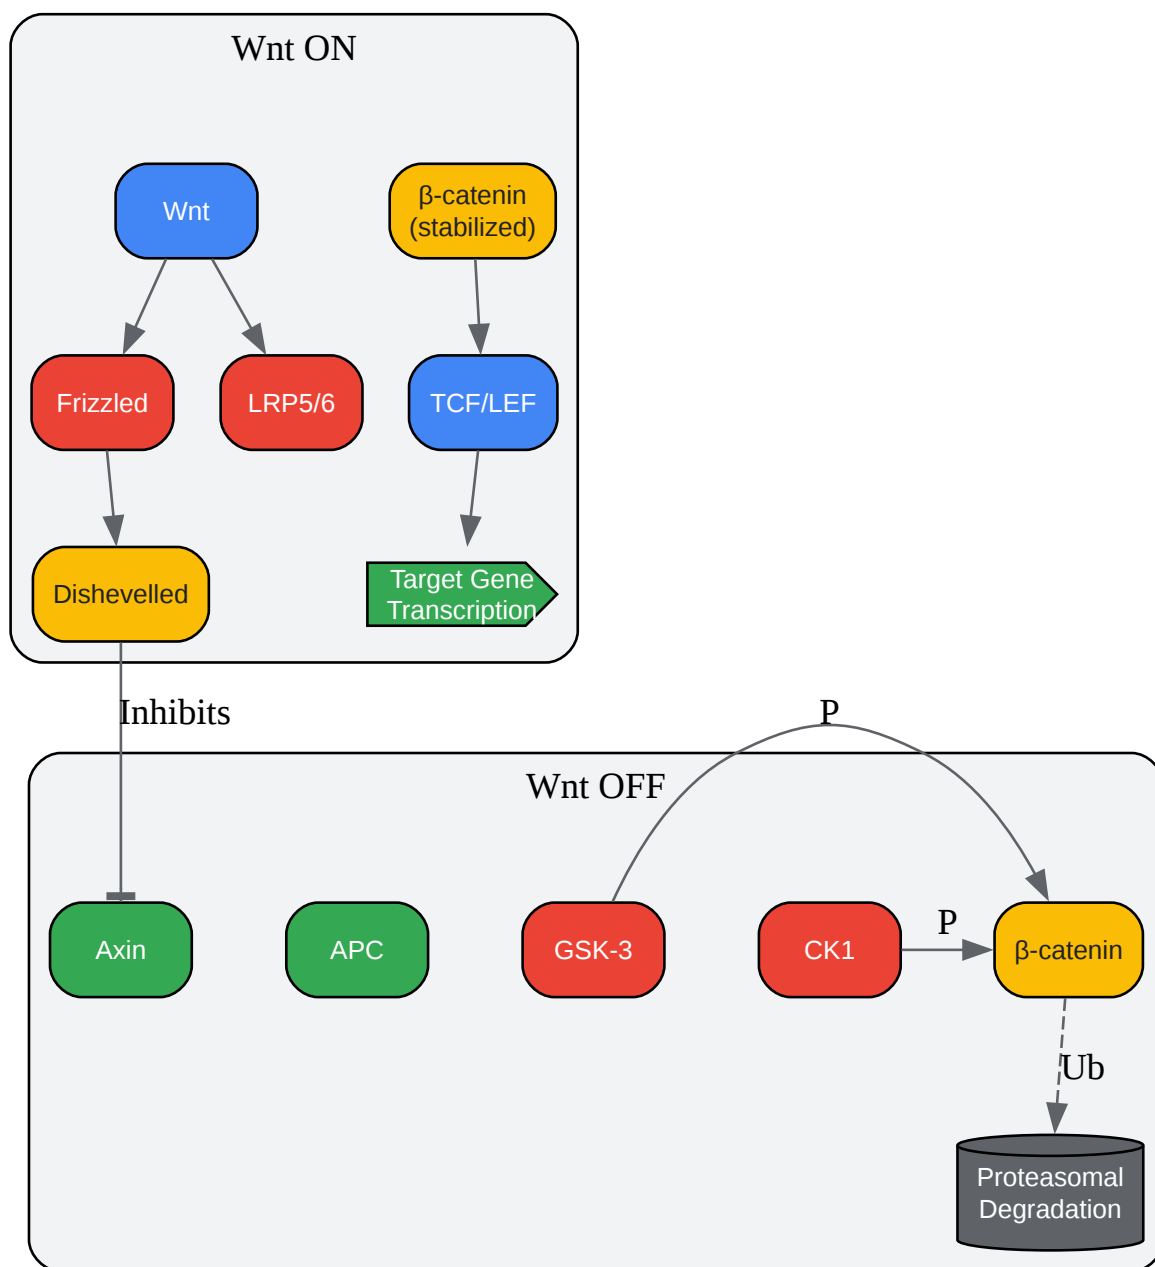 Wnt ON
Wnt
β-catenin
(stabilized)
Frizzled
LRP5/6
TCF/LEF
Dishevelled
Target Gene
Transcription
Inhibits
P
Wnt OFF
Axin
APC
GSK-3
CK1
P
β-catenin
Ub
Proteasomal
Degradation